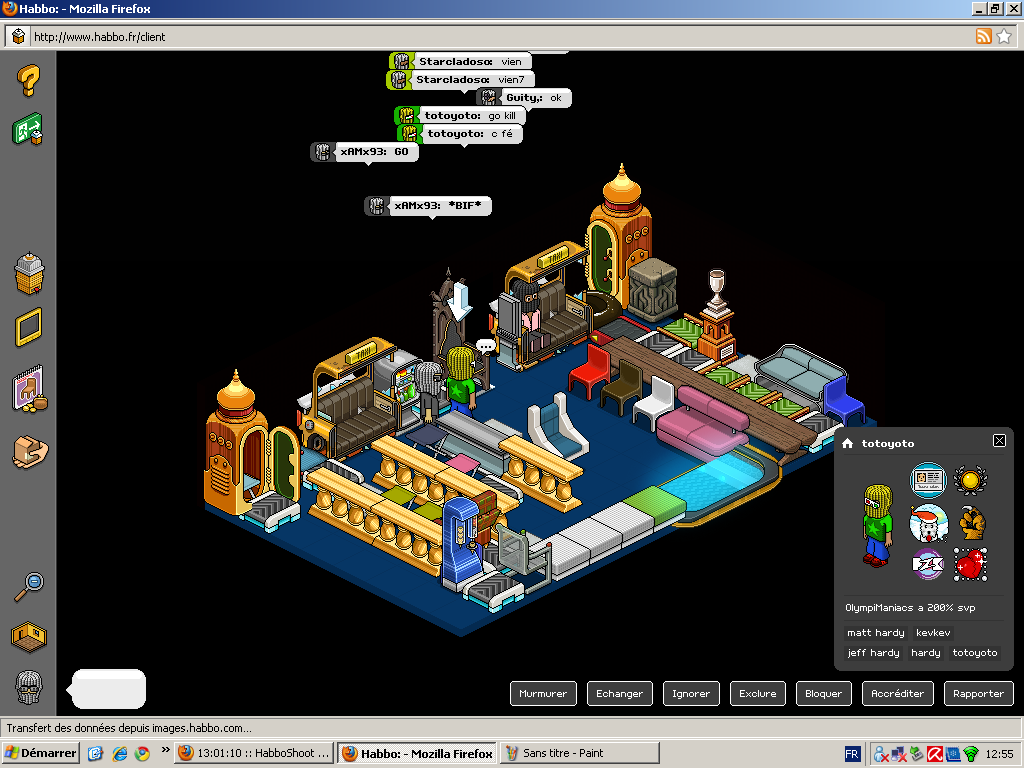 Habbo: - Mozilla Firefox
http://www.habbo.fr/client
Starcladoso: vien
Starcladoso: vien7
Guity,: ok
totoyoto: go kill
totoyoto: c fé
xAMx93: GO
xAMx93: *BIF*
TAXI
TAXI
totoyoto
OlympiManiacs a 200% svp
matt hardy kevkev
jeff hardy hardy totoyoto
Murmurer Echanger Ignorer Exclure Bloquer Accréditer Rapporter
Transfert des données depuis images.habbo.com...
Démarrer » 13:01:10 :: HabboShoot ... Habbo: - Mozilla Firefox Sans titre - Paint FR 12:55